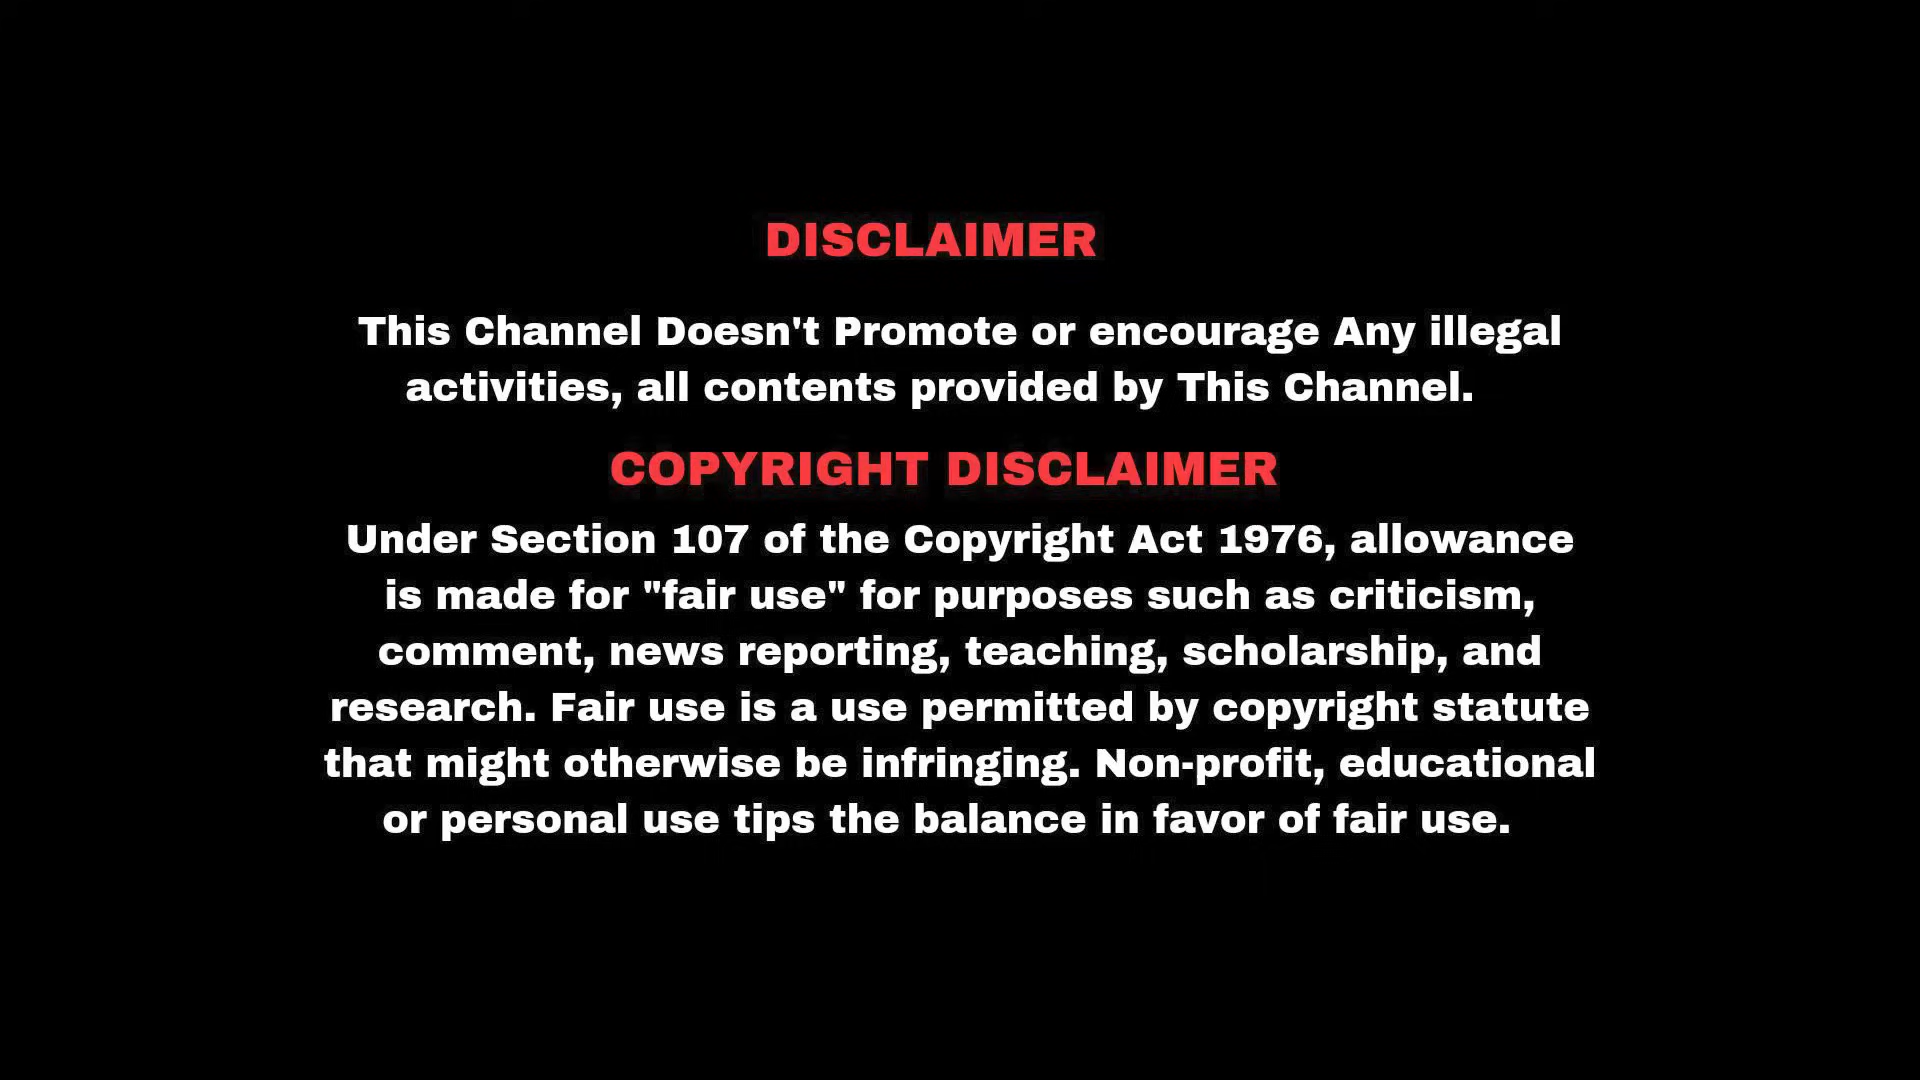 DISCLAIMER
This Channel Doesn't Promote or encourage Any illegal
activities, all contents provided by This Channel.
COPYRIGHT DISCLAIMER
Under Section 107 of the Copyright Act 1976, allowance
is made for "fair use" for purposes such as criticism,
comment, news reporting, teaching, scholarship, and
research. Fair use is a use permitted by copyright statute
that might otherwise be infringing. Non-profit, educational
or personal use tips the balance in favor of fair use.